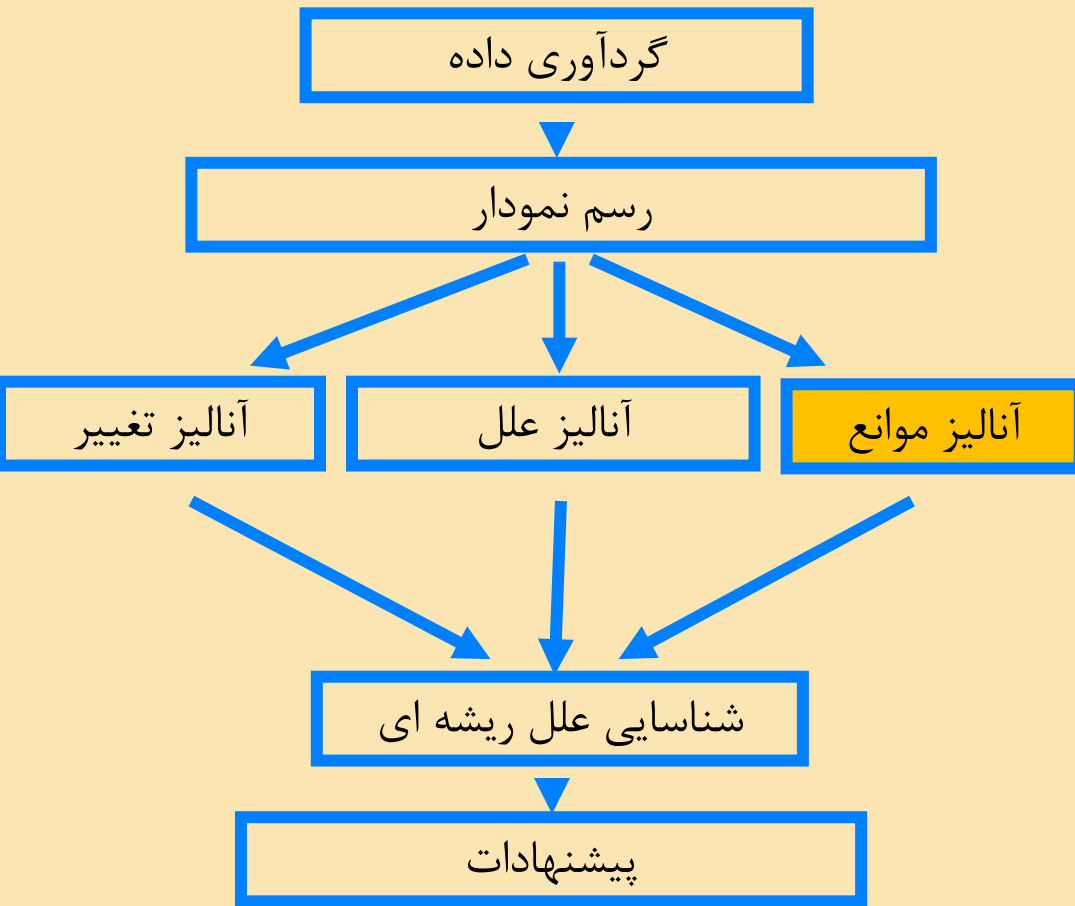 گردآوری داده
رسم نمودار
آنالیز موانع
آنالیز علل
آنالیز تغییر
شناسایی علل ریشه ای
پیشنهادات